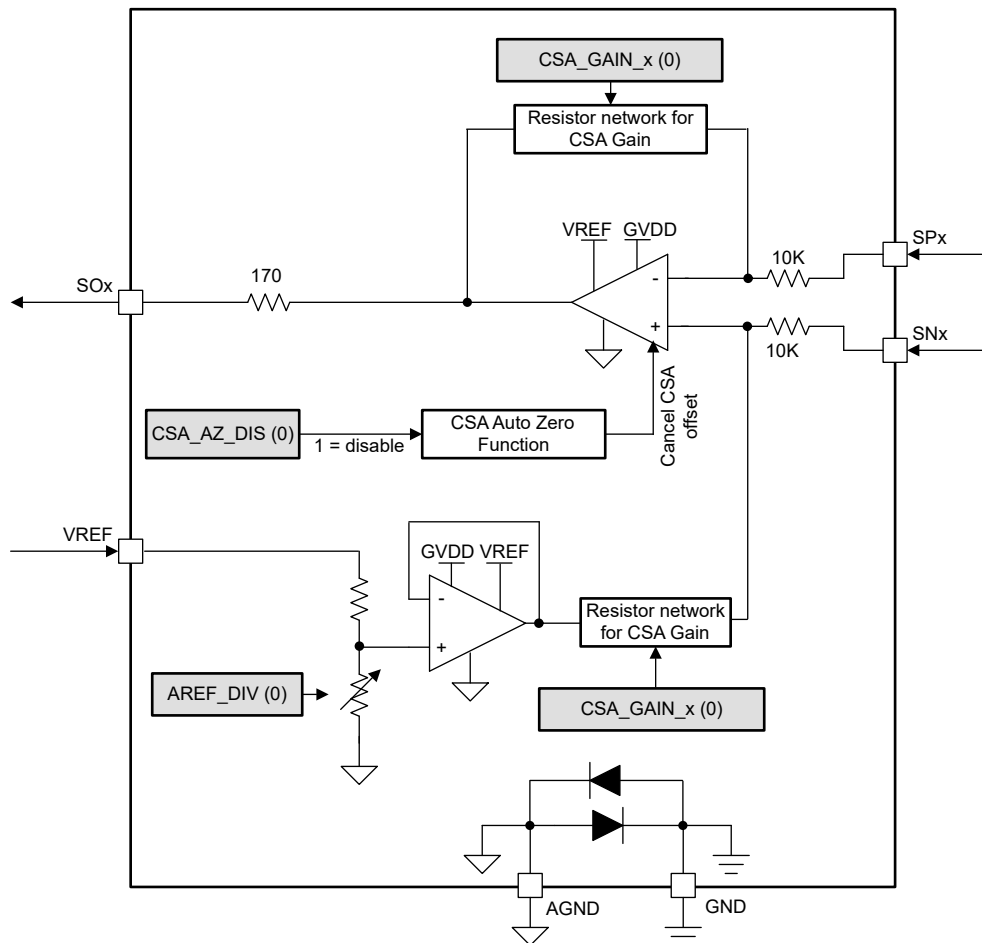 CSA_GAIN_x (0)
Resistor network for
CSA Gain
VREF
GVDD
SPx
10K
SOx
170
-
+
SNx
10K
CSA_AZ_DIS (0)
1 = disable
CSA Auto Zero
Function
Cancel CSA
offset
VREF
GVDD
VREF
-
+
Resistor network
for CSA Gain
AREF_DIV (0)
CSA_GAIN_x (0)
AGND
GND